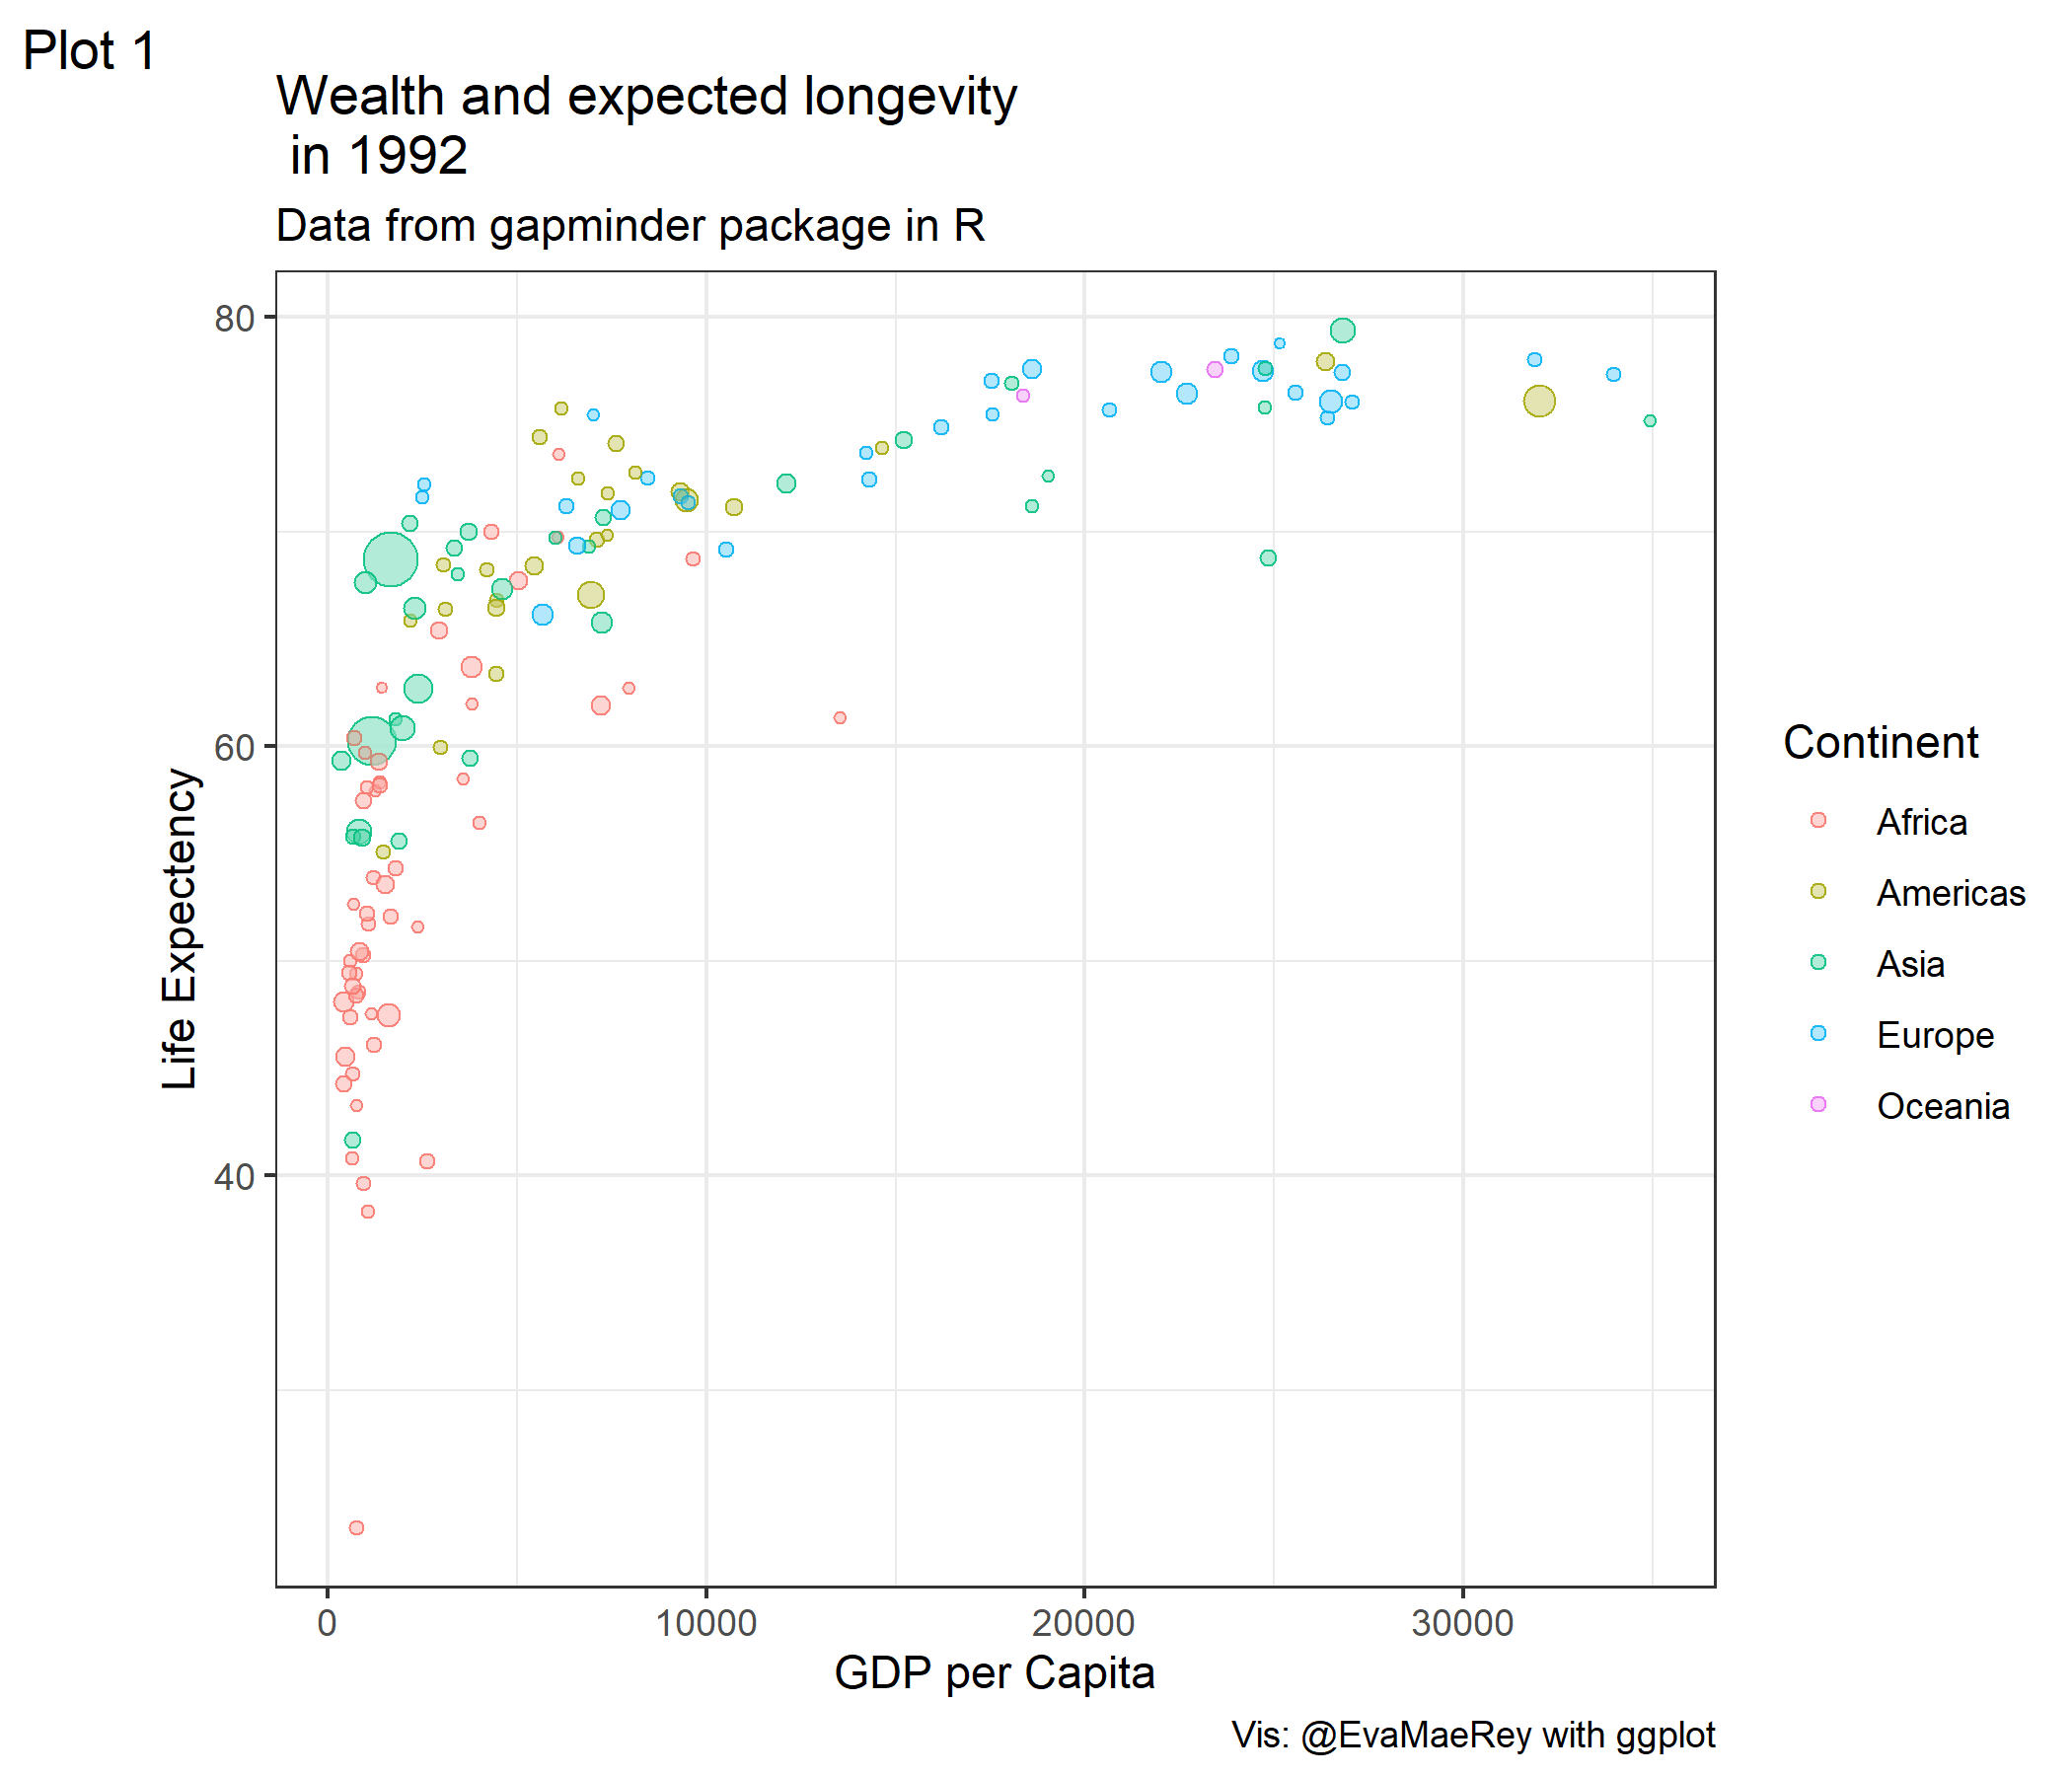 Plot 1
Wealth and expected longevity
in 1992
Data from gapminder package in R
80
60
40
Life Expectency
0 10000 20000 30000
GDP per Capita
Continent
Africa
Americas
Asia
Europe
Oceania
Vis: @EvaMaeRey with ggplot